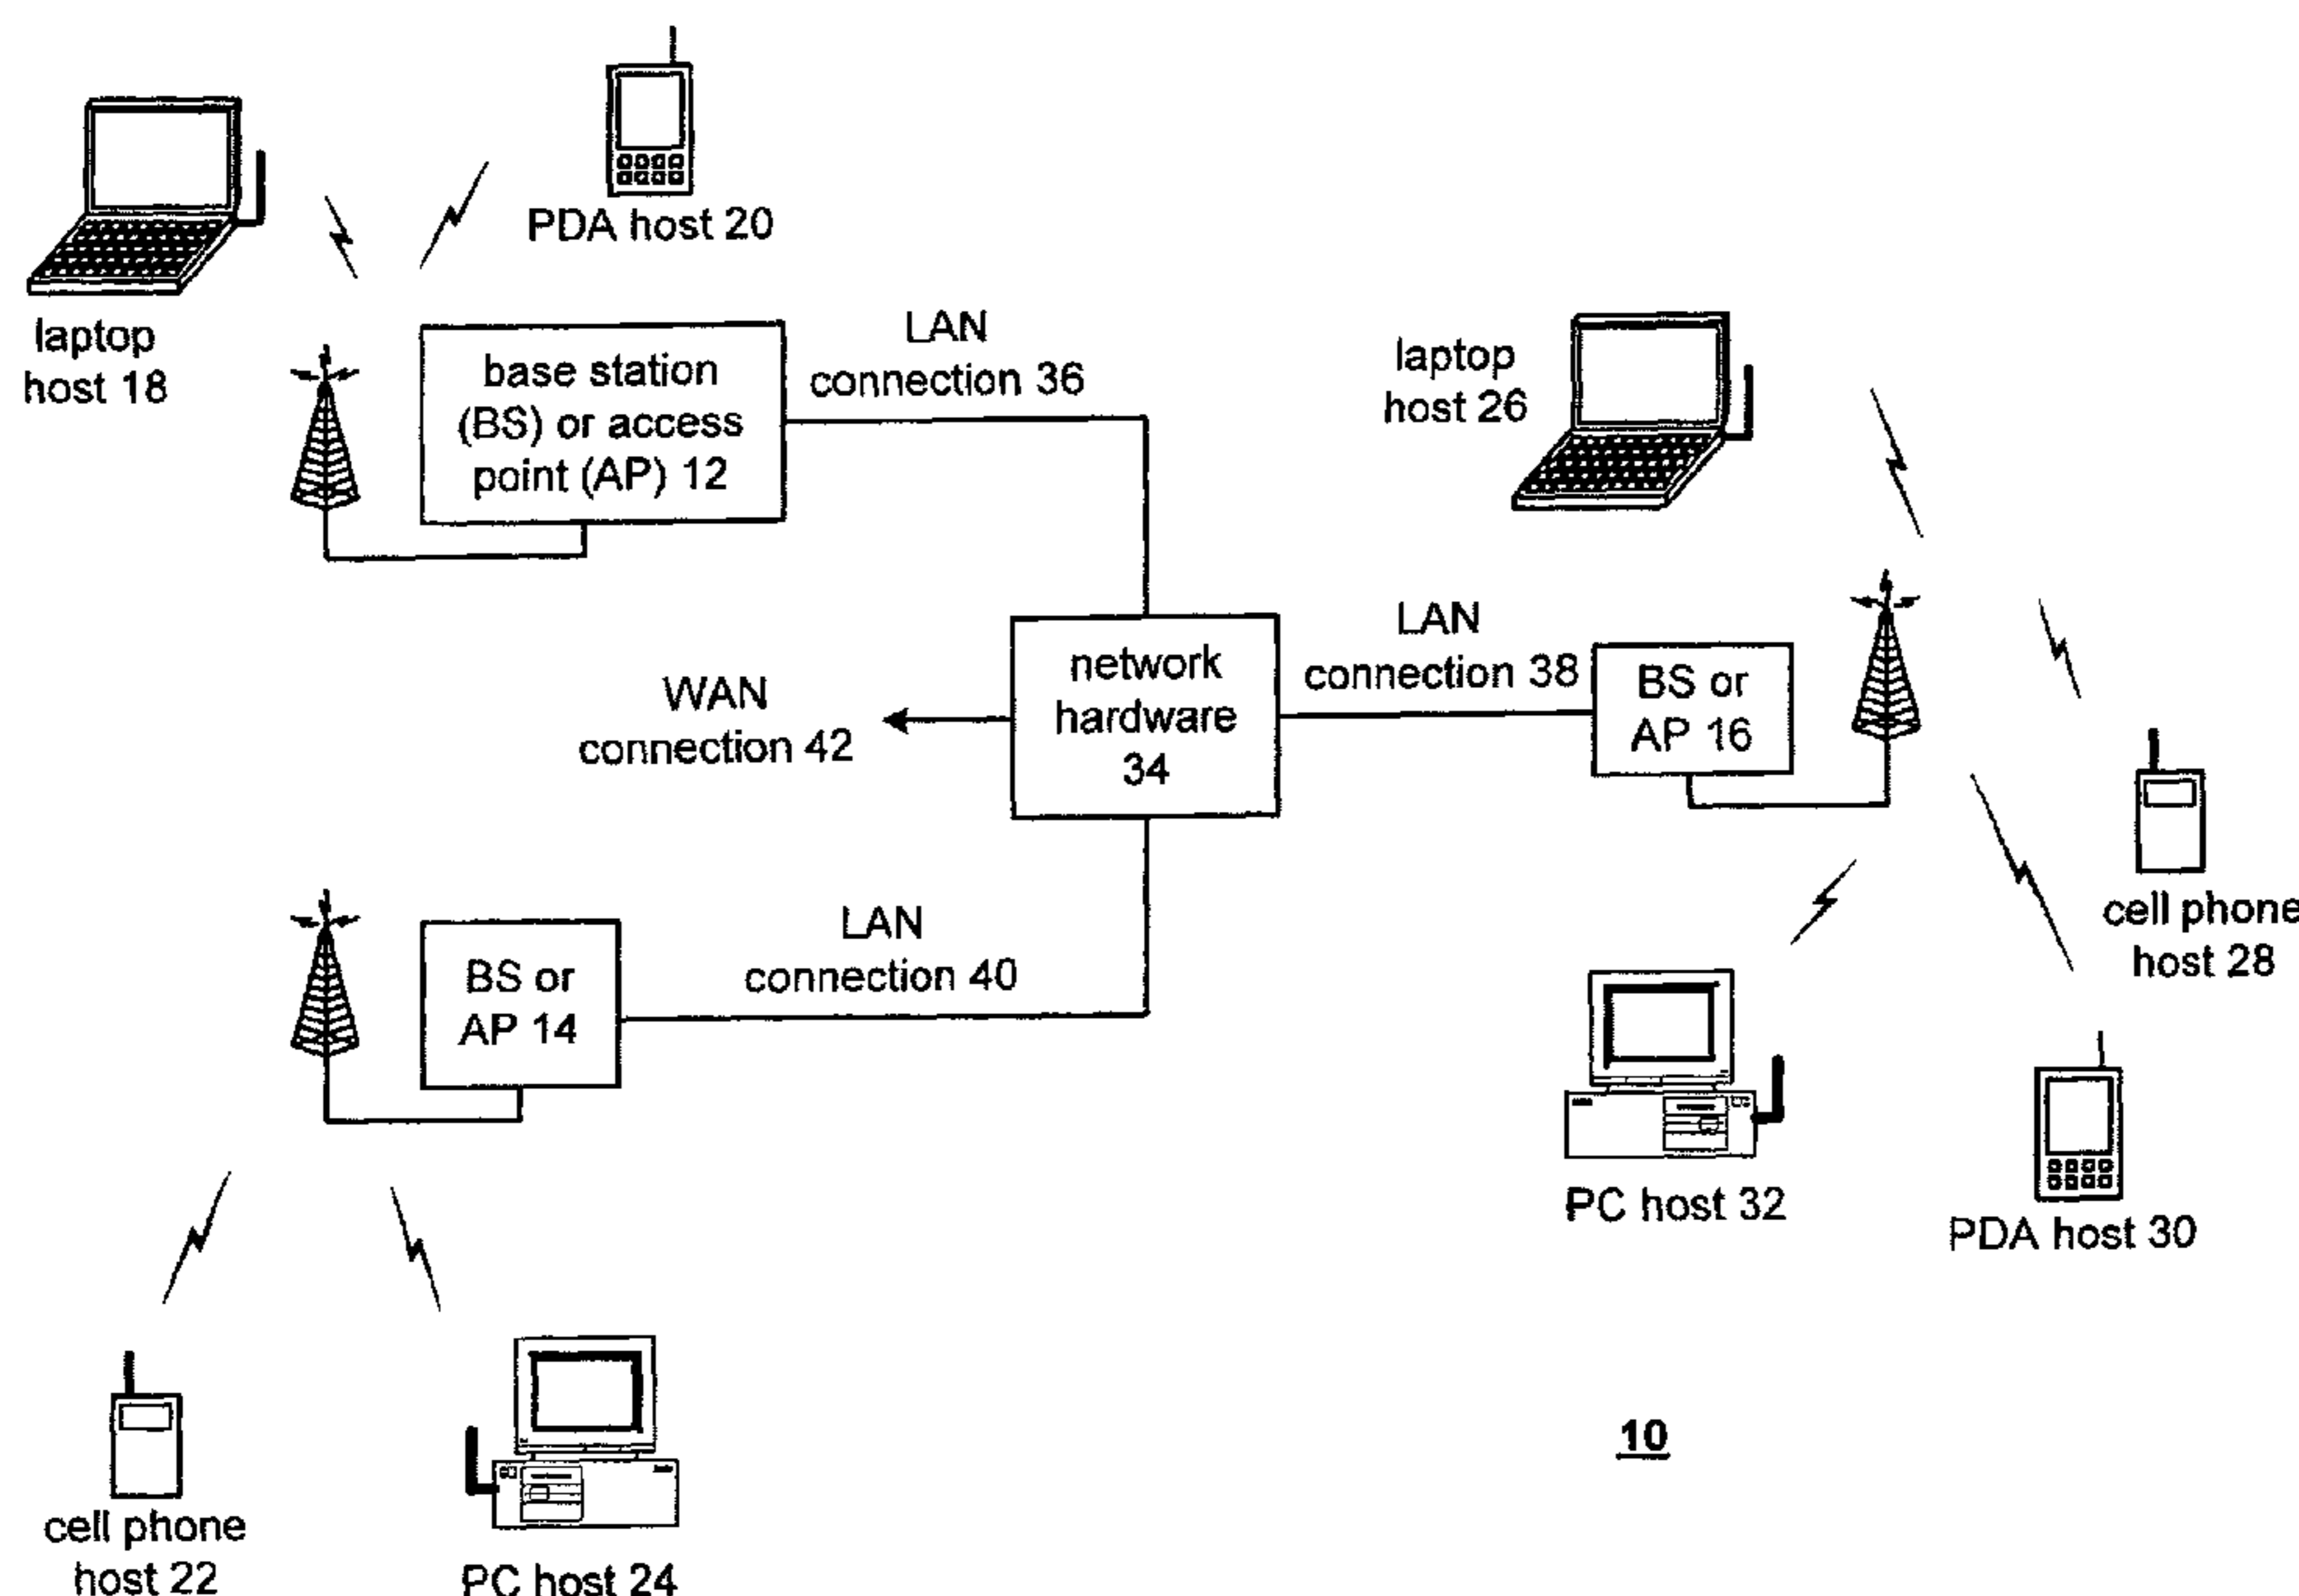 PDA host 20
laptop
host 18
base station
(BS) or access
point (AP) 12
LAN
connection 36
laptop
host 26
network
hardware
34
LAN
connection 38
BS or
AP 16
WAN
connection 42
cell phone
host 28
BS or
AP 14
LAN
connection 40
PC host 32
PDA host 30
cell phone
host 22
PC host 24
10